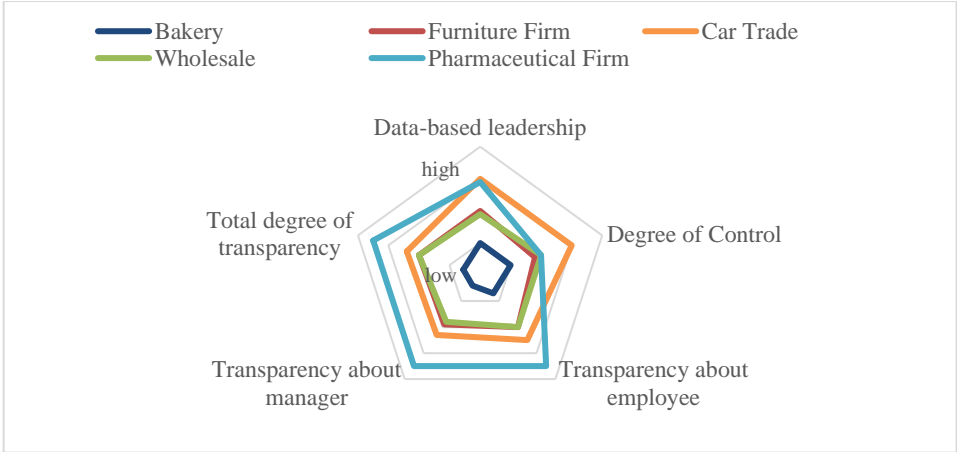 Bakery
Furniture Firm
Car Trade
Wholesale
Pharmaceutical Firm
Data-based leadership
high
Total degree of
transparency
Degree of Control
low
Transparency about
manager
Transparency about
employee